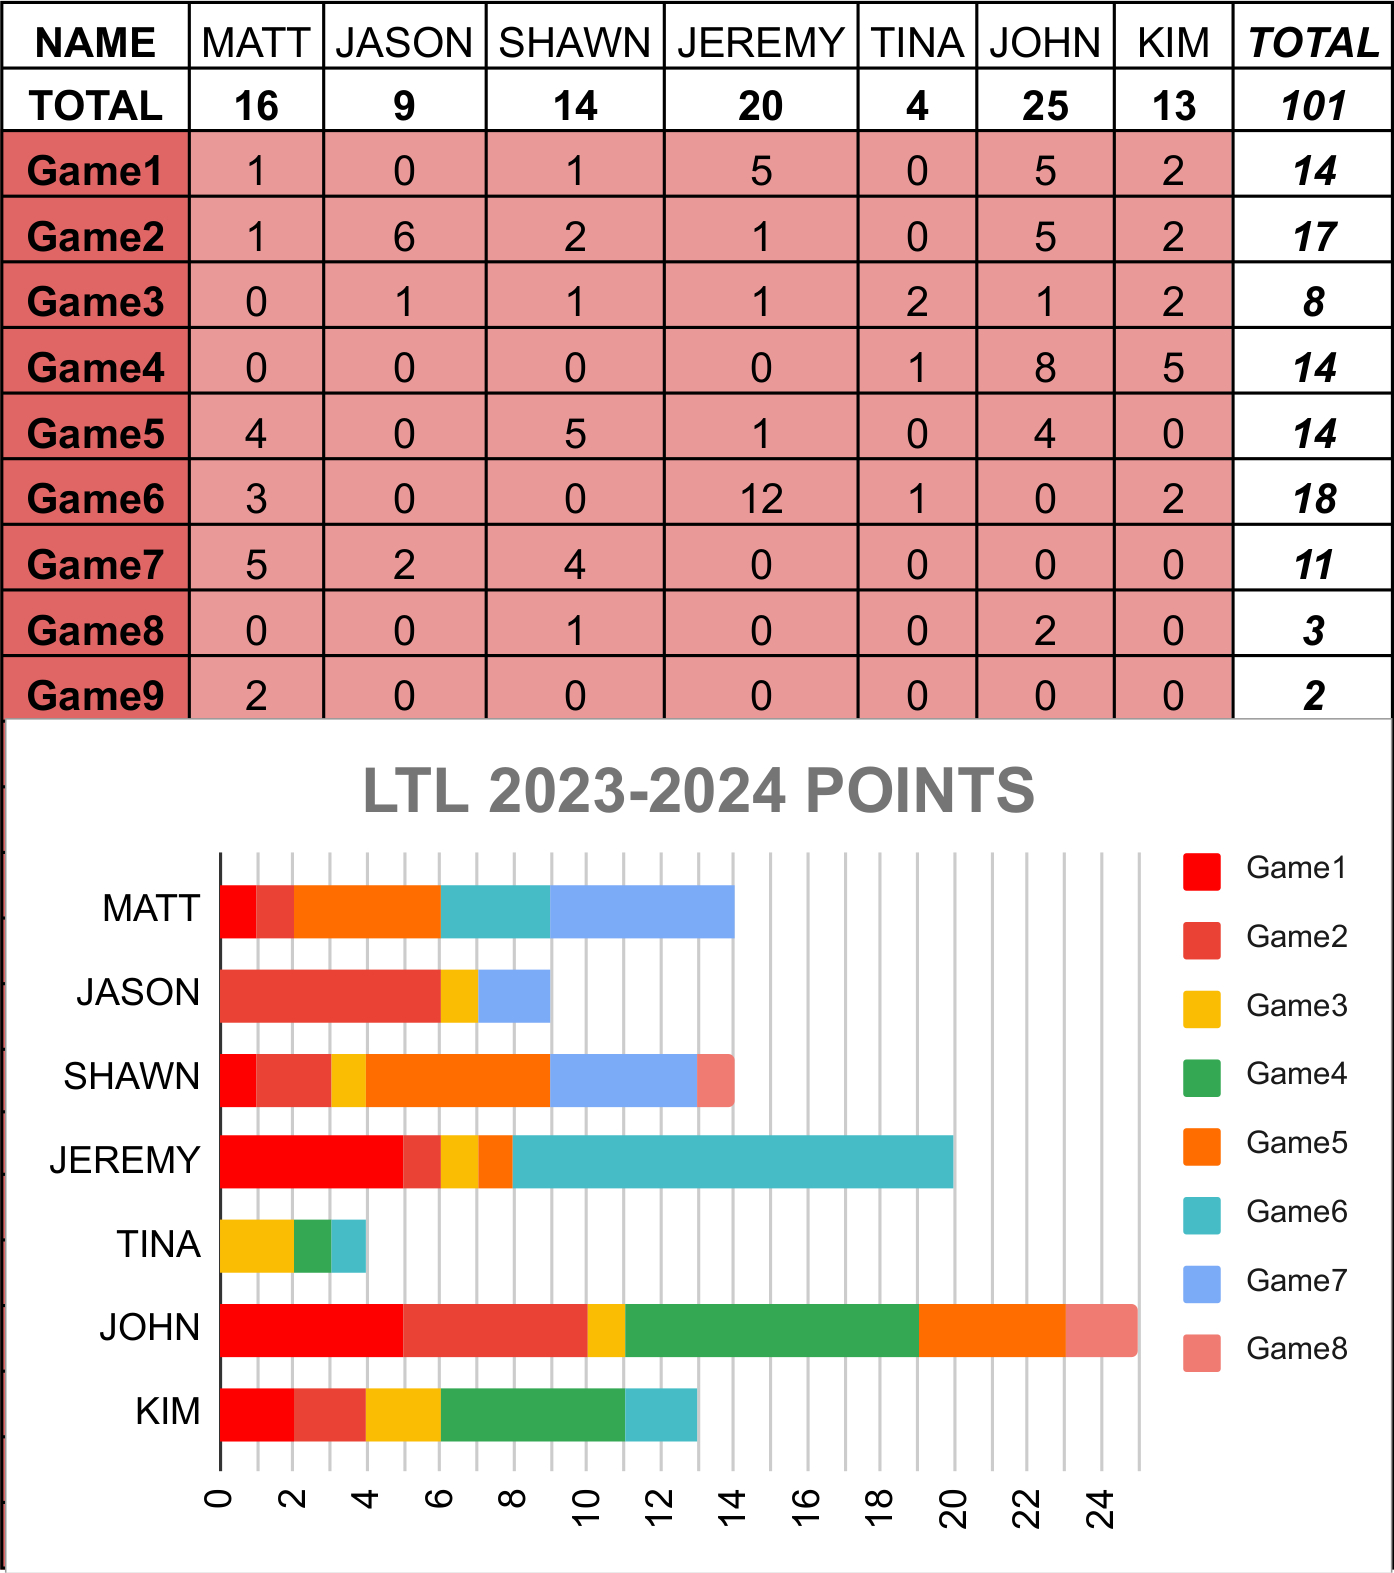 NAME MATT JASON SHAWN JEREMY TINA JOHN KIM TOTAL
TOTAL 16 9 14 20 4 25 13 101
Game1 1 0 1 5 0 5 2 14
Game2 1 6 2 1 0 5 2 17
Game3 0 1 1 1 2 1 2 8
Game4 0 0 0 0 1 8 5 14
Game5 4 0 5 1 0 4 0 14
Game6 3 0 0 12 1 0 2 18
Game7 5 2 4 0 0 0 0 11
Game8 0 0 1 0 0 2 0 3
Game9 2 0 0 0 0 0 0 2
LTL 2023-2024 POINTS
MATT
JASON
SHAWN
JEREMY
TINA
JOHN
KIM
0 2 4 6 8 10 12 14 16 18 20 22 24
Game1
Game2
Game3
Game4
Game5
Game6
Game7
Game8